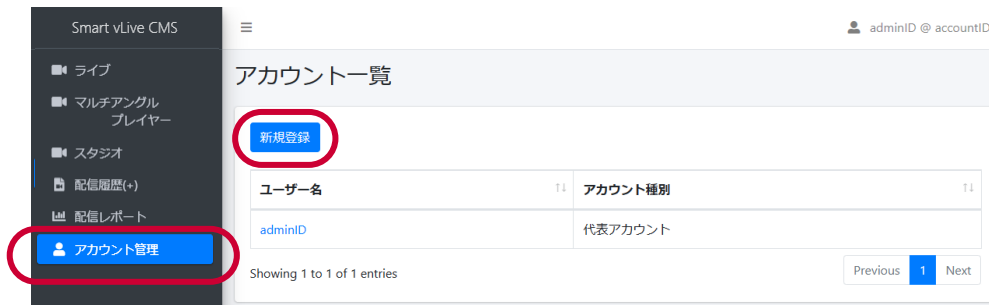 Smart vLive CMS
adminID @ accountID
ライブ
マルチアングル
プレイヤー
スタジオ
配信履歴(+)
配信レポート
アカウント管理
アカウント一覧
新規登録
ユーザー名 アカウント種別
adminID 代表アカウント
Showing 1 to 1 of 1 entries
Previous 1 Next